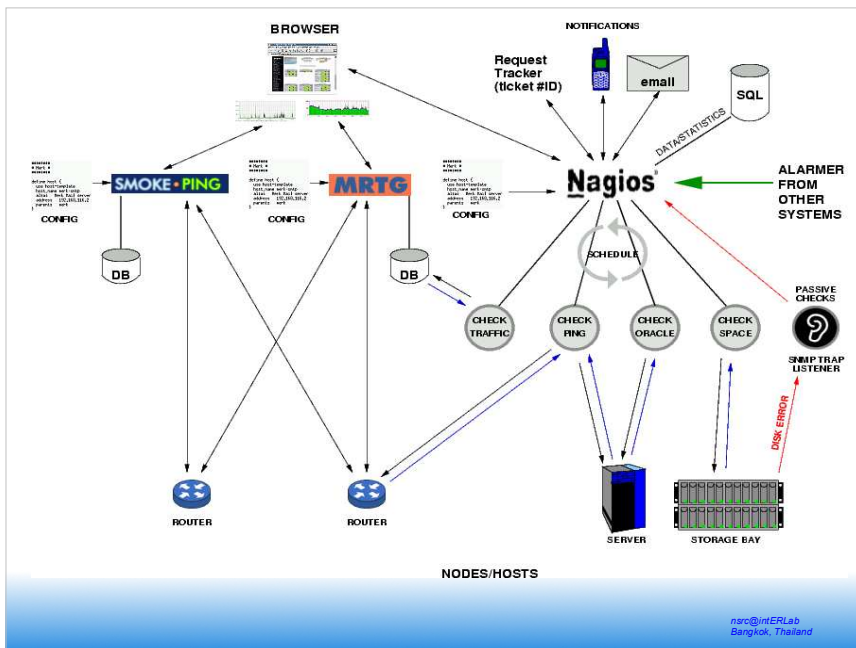 BROWSER
NOTIFICATIONS
Request
Tracker
(ticket #ID)
email
SQL
DATA/STATISTICS
CONFIG
SMOKE PING
CONFIG
MRTG
CONFIG
Nagios
ALARMER
FROM
OTHER
SYSTEMS
DB
DB
SCHEDULE
PASSIVE
CHECKS
CHECK
TRAFFIC
CHECK
PING
CHECK
ORACLE
CHECK
SPACE
SNMP TRAP
LISTENER
DISK ERROR
ROUTER
ROUTER
SERVER
STORAGE BAY
NODES/HOSTS
nsrc@intERLab
Bangkok, Thailand